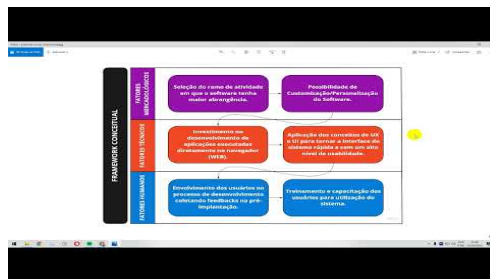 FRAMEWORK CONCEITUAL
FATORES
MERCADOLÓGICOS
Seleção do ramo de atividade
em que o software tenha
maior abrangência.
Possibilidade de
Customização/Personalização
do Software.
FATORES TÉCNICOS
Investimento no
desenvolvimento de
aplicações executadas
diretamente no navegador
(WEB).
Aplicação dos conceitos de UX
e UI para tornar a interface do
sistema rápida e com um alto
nível de usabilidade.
FATORES HUMANOS
Envolvimento dos usuários no
processo de desenvolvimento
coletando feedbacks na pré-
implantação.
Treinamento e capacitação dos
usuários para utilização do
sistema.